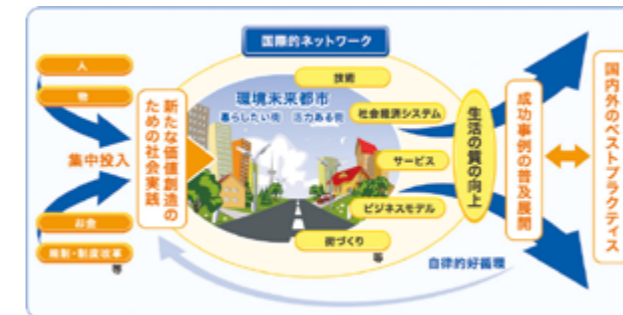 国際的ネットワーク
人
物
集中投入
お金
規制・制度改革
等
新たな価値創造の
ための社会実践
環境未来都市
暮らしたい街 活力ある街
技術
社会経済システム
サービス
ビジネスモデル
街づくり
等
生活の質の向上
成功事例の普及展開
国内外のベストプラクティス
自律的好循環